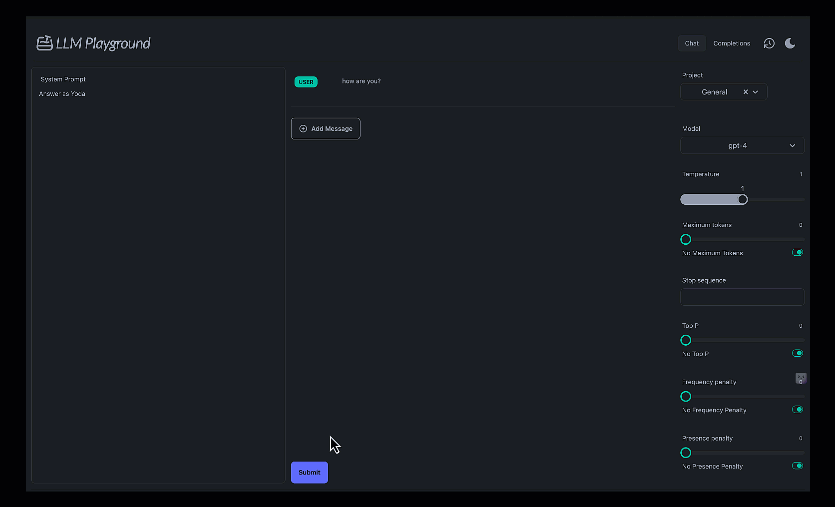 LLM Playground
Chat
Completions
System Prompt
Answer as Yoda
USER
how are you?
Add Message
Submit
Project
General
Model
gpt-4
Temperature
1
1
Maximum tokens
0
No Maximum Tokens
Stop sequence
Top P
0
No Top P
Frequency penalty
0
No Frequency Penalty
Presence penalty
0
No Presence Penalty